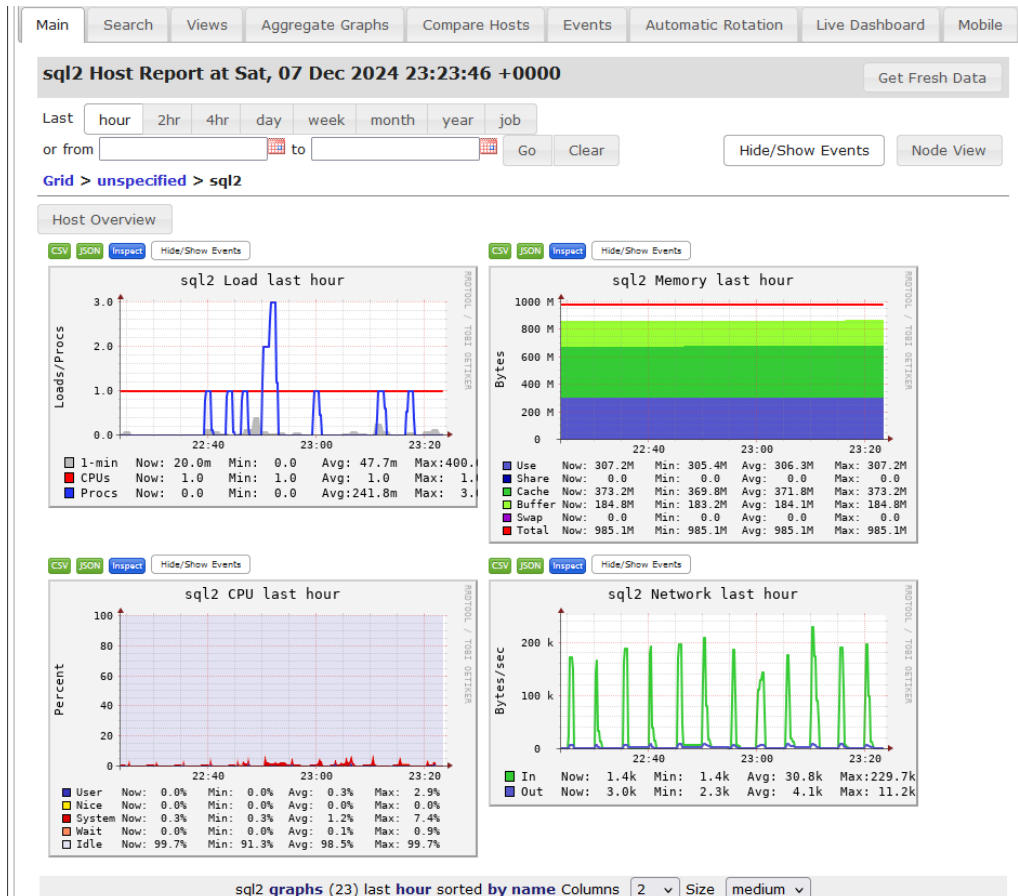 Main Search Views Aggregate Graphs Compare Hosts Events Automatic Rotation Live Dashboard Mobile
sql2 Host Report at Sat, 07 Dec 2024 23:23:46 +0000
Get Fresh Data
Last hour 2hr 4hr day week month year job
or from to Go Clear
Hide/Show Events Node View
Grid > unspecified > sql2
Host Overview
CSV JSON Inspect Hide/Show Events
sql2 Load last hour
RRDTOOL / TOBI OETIKER
Loads/Procs
3.0
2.0
1.0
0.0
22:40 23:00 23:20
1-min Now: 20.0m Min: 0.0 Avg: 47.7m Max:400.0
CPUs Now: 1.0 Min: 1.0 Avg: 1.0 Max: 1.
Procs Now: 0.0 Min: 0.0 Avg:241.8m Max: 3.
CSV JSON Inspect Hide/Show Events
sql2 Memory last hour
RRDTOOL / TOBI OETIKER
Bytes
1000 M
800 M
600 M
400 M
200 M
0
22:40 23:00 23:20
Use Now: 307.2M Min: 305.4M Avg: 306.3M Max: 307.2M
Share Now: 0.0 Min: 0.0 Avg: 0.0 Max: 0.0
Cache Now: 373.2M Min: 369.8M Avg: 371.8M Max: 373.2M
Buffer Now: 184.8M Min: 183.2M Avg: 184.1M Max: 184.8M
Swap Now: 0.0 Min: 0.0 Avg: 0.0 Max: 0.0
Total Now: 985.1M Min: 985.1M Avg: 985.1M Max: 985.1M
CSV JSON Inspect Hide/Show Events
sql2 CPU last hour
RRDTOOL / TOBI OETIKER
Percent
100
80
60
40
20
0
22:40 23:00 23:20
User Now: 0.0% Min: 0.0% Avg: 0.3% Max: 2.9%
Nice Now: 0.0% Min: 0.0% Avg: 0.0% Max: 0.0%
System Now: 0.3% Min: 0.3% Avg: 1.2% Max: 7.4%
Wait Now: 0.0% Min: 0.0% Avg: 0.1% Max: 0.9%
Idle Now: 99.7% Min: 91.3% Avg: 98.5% Max: 99.7%
CSV JSON Inspect Hide/Show Events
sql2 Network last hour
RRDTOOL / TOBI OETIKER
Bytes/sec
200 k
100 k
0
22:40 23:00 23:20
In Now: 1.4k Min: 1.4k Avg: 30.8k Max:229.7k
Out Now: 3.0k Min: 2.3k Avg: 4.1k Max: 11.2k
sql2 graphs (23) last hour sorted by name Columns 2 Size medium